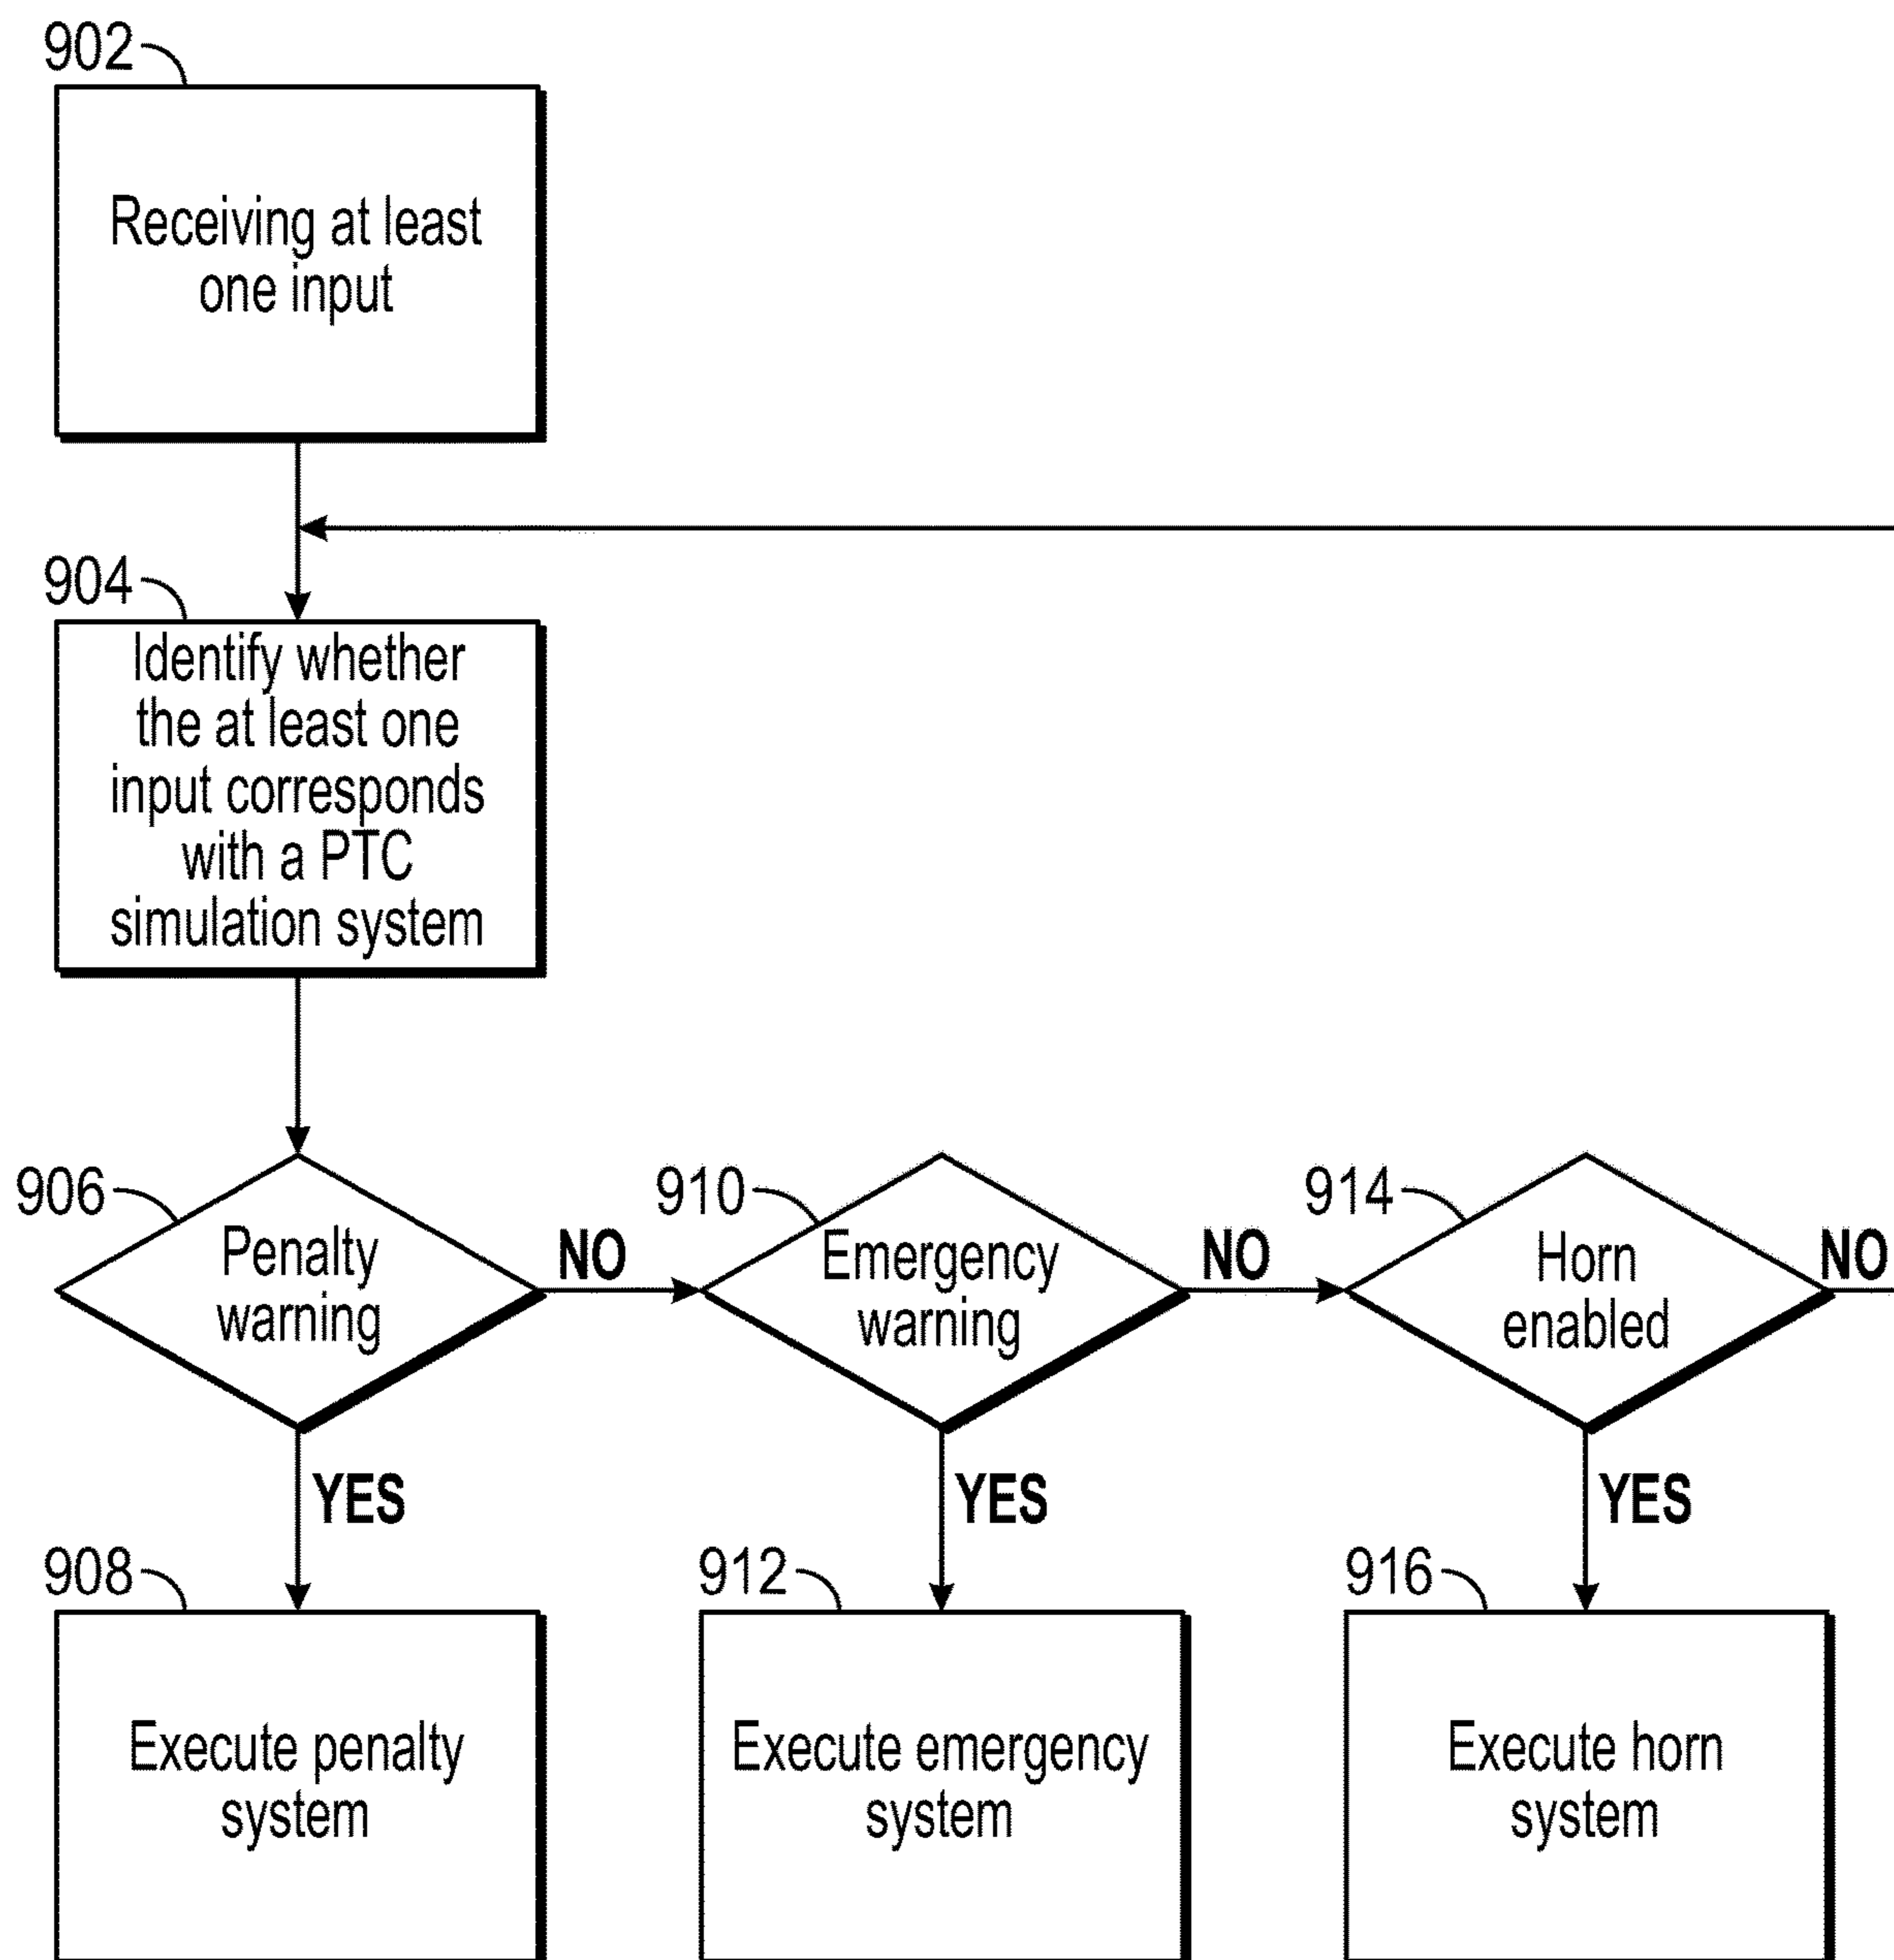 902
Receiving at least
one input
904
Identify whether
the at least one
input corresponds
with a PTC
simulation system
906
Penalty
warning
NO
910
Emergency
warning
NO
914
Horn
enabled
NO
YES
YES
YES
908
Execute penalty
system
912
Execute emergency
system
916
Execute horn
system